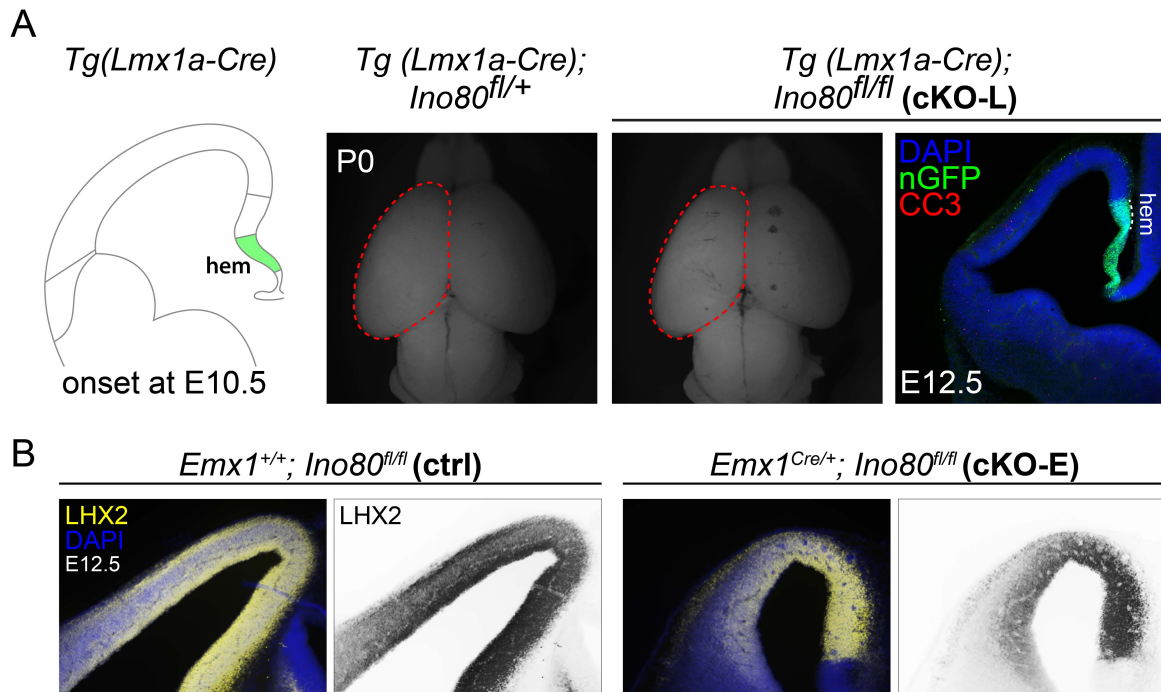 A
Tg(Lmx1a-Cre)
Tg (Lmx1a-Cre);
Ino80fl/+
Tg (Lmx1a-Cre);
Ino80fl/fl (cKO-L)
hem
onset at E10.5
P0
DAPI
nGFP
CC3
hem
E12.5
B
Emx1+/+; Ino80fl/fl (ctrl)
Emx1Cre/+; Ino80fl/fl (cKO-E)
LHX2
DAPI
E12.5
LHX2